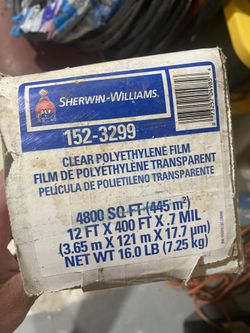 SHERWIN-WILLIAMS®
152-3299
CLEAR POLYETHYLENE FILM
FILM DE POLYÉTHYLÈNE TRANSPARENT
PELÍCULA DE POLIETILENO TRANSPARENTE
4800 SQ FT (445 m²)
12 FT X 400 FT X .7 MIL
(3.65 m X 121 m X 17.7 µm)
NET WT 16.0 LB (7.25 kg)